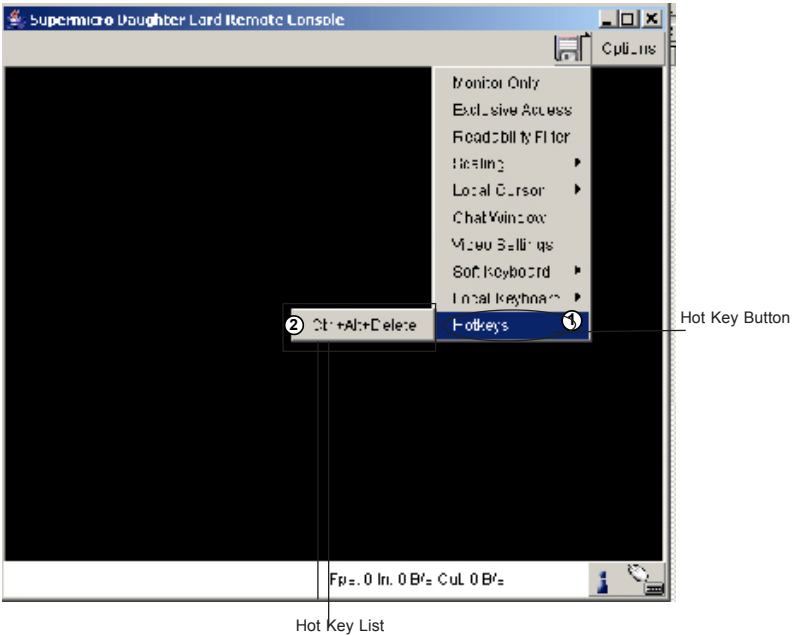 Supermicro Daughter Card Remote Console
Options
Monitor Only
Exclusive Access
Readability Filter
Scaling
Local Cursor
Chat Window
Video Settings
Soft Keyboard
Local Keyboard
Hotkeys 1
2 Ctrl+Alt+Delete
Hot Key Button
Fps: 0 In: 0 B/s Out: 0 B/s
Hot Key List